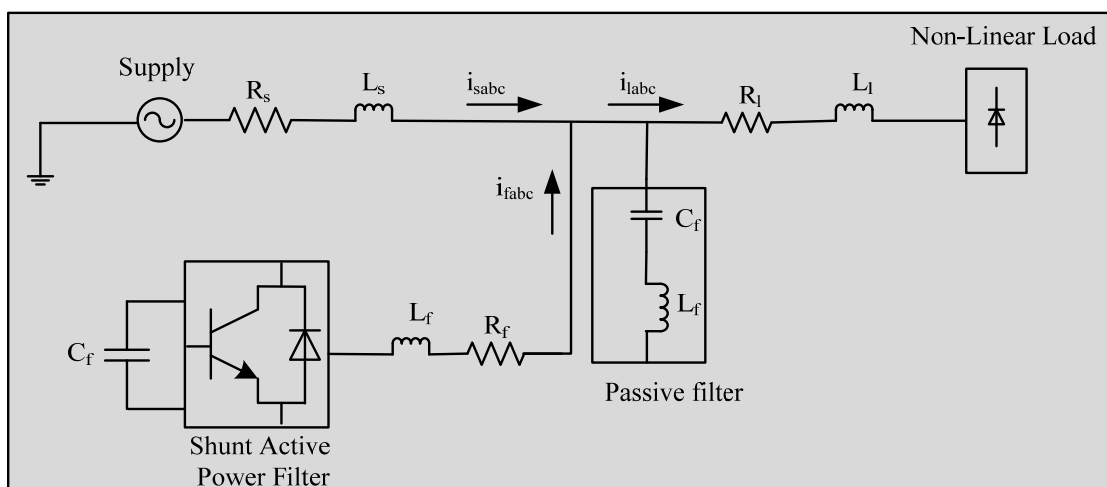 Non-Linear Load
Supply
Rs
Ls
isabc
ilabc
Rl
Ll
ifabc
Cf
Lf
Lf
Rf
Cf
Passive filter
Shunt Active
Power Filter